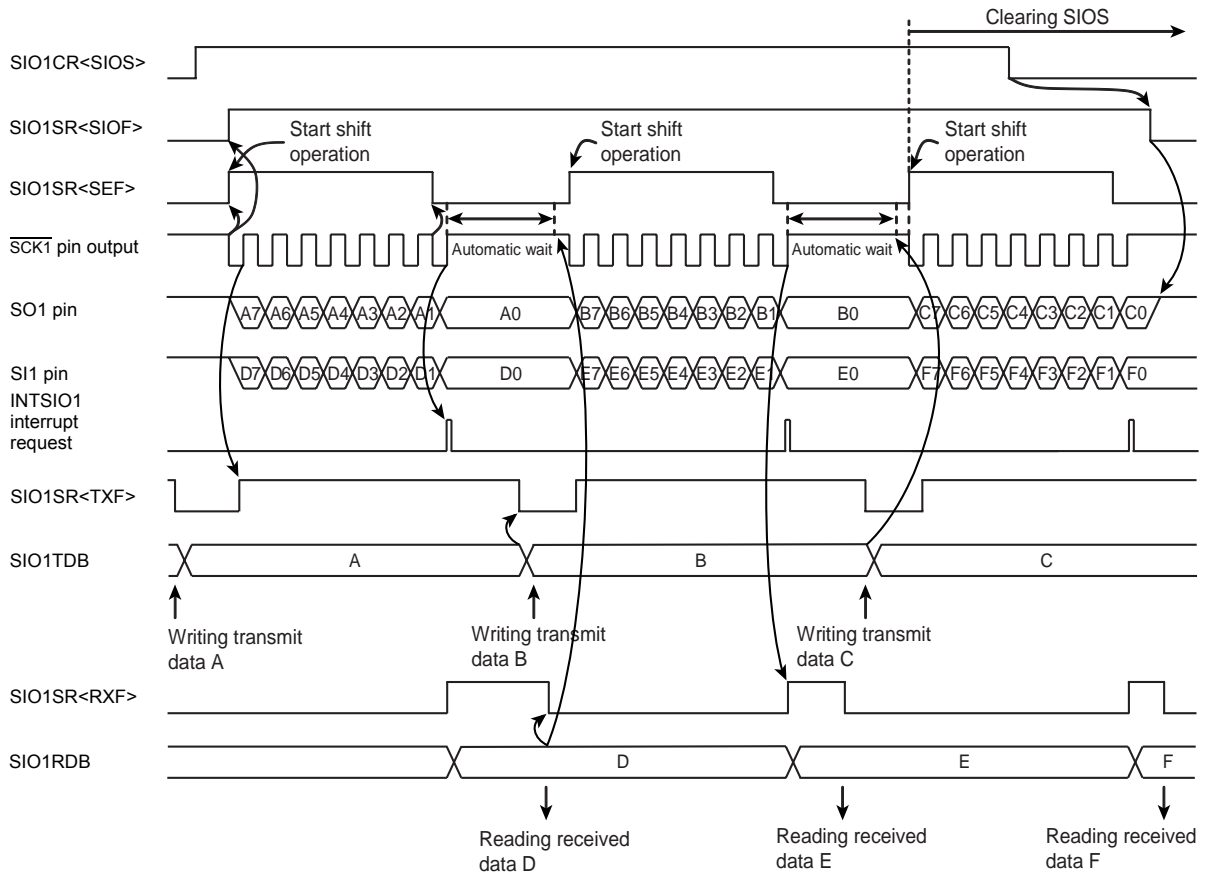 Clearing SIOS
SIO1CR<SIOS>
SIO1SR<SIOF>
Start shift
operation
Start shift
operation
Start shift
operation
SIO1SR<SEF>
SCK1 pin output
Automatic wait
Automatic wait
SO1 pin
A7 A6 A5 A4 A3 A2 A1 A0 B7 B6 B5 B4 B3 B2 B1 B0 C7 C6 C5 C4 C3 C2 C1 C0
SI1 pin
D7 D6 D5 D4 D3 D2 D1 D0 E7 E6 E5 E4 E3 E2 E1 E0 F7 F6 F5 F4 F3 F2 F1 F0
INTSIO1
interrupt
request
SIO1SR<TXF>
SIO1TDB
A B C
Writing transmit
data A
Writing transmit
data B
Writing transmit
data C
SIO1SR<RXF>
SIO1RDB
D E F
Reading received
data D
Reading received
data E
Reading received
data F